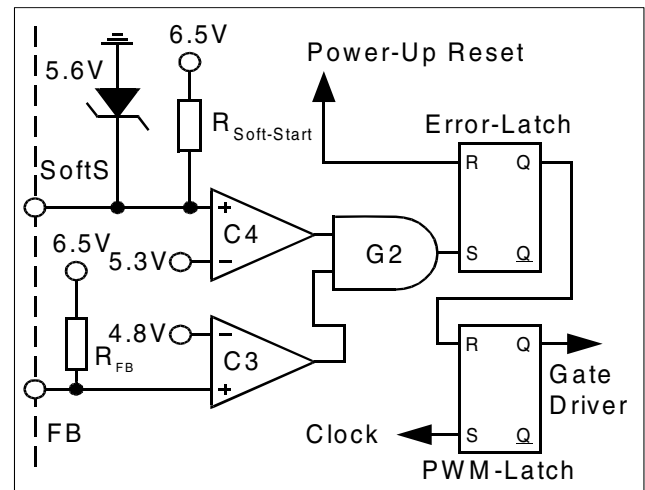 6.5V
Power-Up Reset
5.6V
R Soft-Start
Error-Latch
SoftS
R Q
+
C4
-
5.3V
G2
S Q
6.5V
4.8V
-
C3
+
R FB
R Q
Gate
Driver
FB
Clock
S Q
PWM-Latch